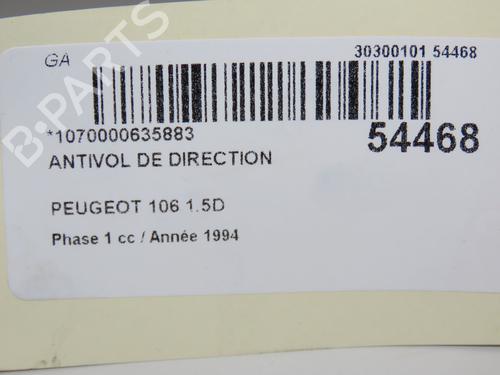 GA
30300101 54468
*1070000635883
54468
ANTIVOL DE DIRECTION
PEUGEOT 106 1.5D
Phase 1 cc / Année 1994
B-PARTS